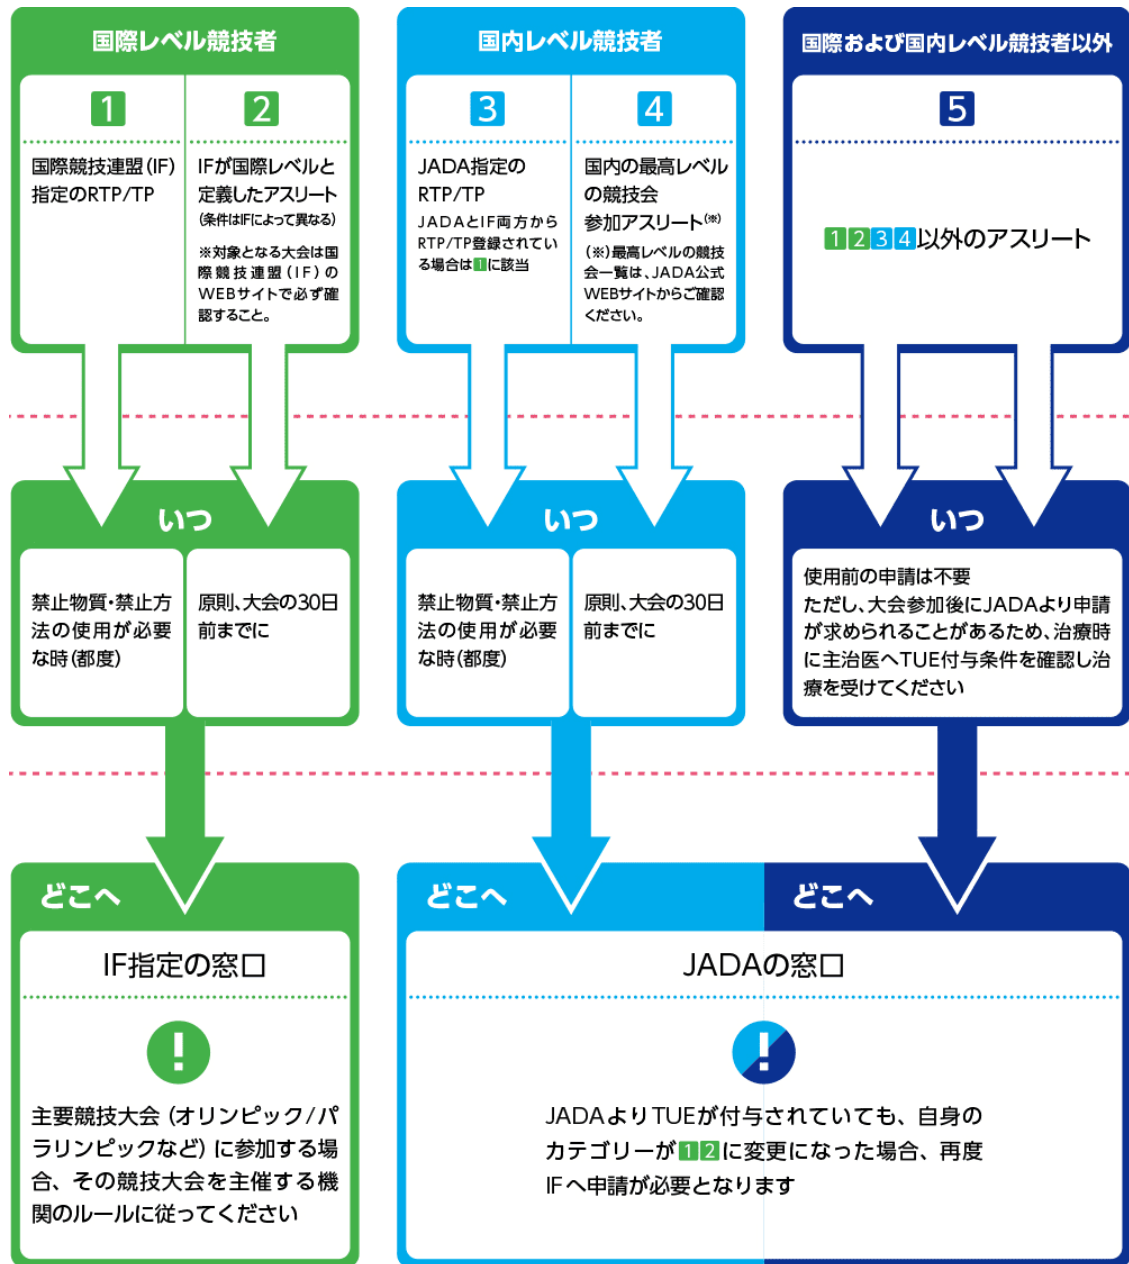 国際レベル競技者
1
国際競技連盟(IF)
指定のRTP/TP
2
IFが国際レベルと
定義したアスリート
(条件はIFによって異なる)
※対象となる大会は国
際競技連盟(IF)の
WEBサイトで必ず確
認すること。
国内レベル競技者
3
JADA指定の
RTP/TP
JADAとIF両方から
RTP/TP登録されてい
る場合は1に該当
4
国内の最高レベル
の競技会
参加アスリート(※)
(※)最高レベルの競技
会一覧は、JADA公式
WEBサイトからご確認
ください。
国際および国内レベル競技者以外
5
1234以外のアスリート
いつ
禁止物質・禁止方
法の使用が必要
な時(都度)
原則、大会の30日
前までに
いつ
禁止物質・禁止方
法の使用が必要
な時(都度)
原則、大会の30日
前までに
いつ
使用前の申請は不要
ただし、大会参加後にJADAより申請
が求められることがあるため、治療時
に主治医へTUE付与条件を確認し治
療を受けてください
どこへ
IF指定の窓口
!
主要競技大会(オリンピック/パ
ラリンピックなど)に参加する場
合、その競技大会を主催する機
関のルールに従ってください
どこへ
どこへ
JADAの窓口
!
JADAよりTUEが付与されていても、自身の
カテゴリーが12に変更になった場合、再度
IFへ申請が必要となります